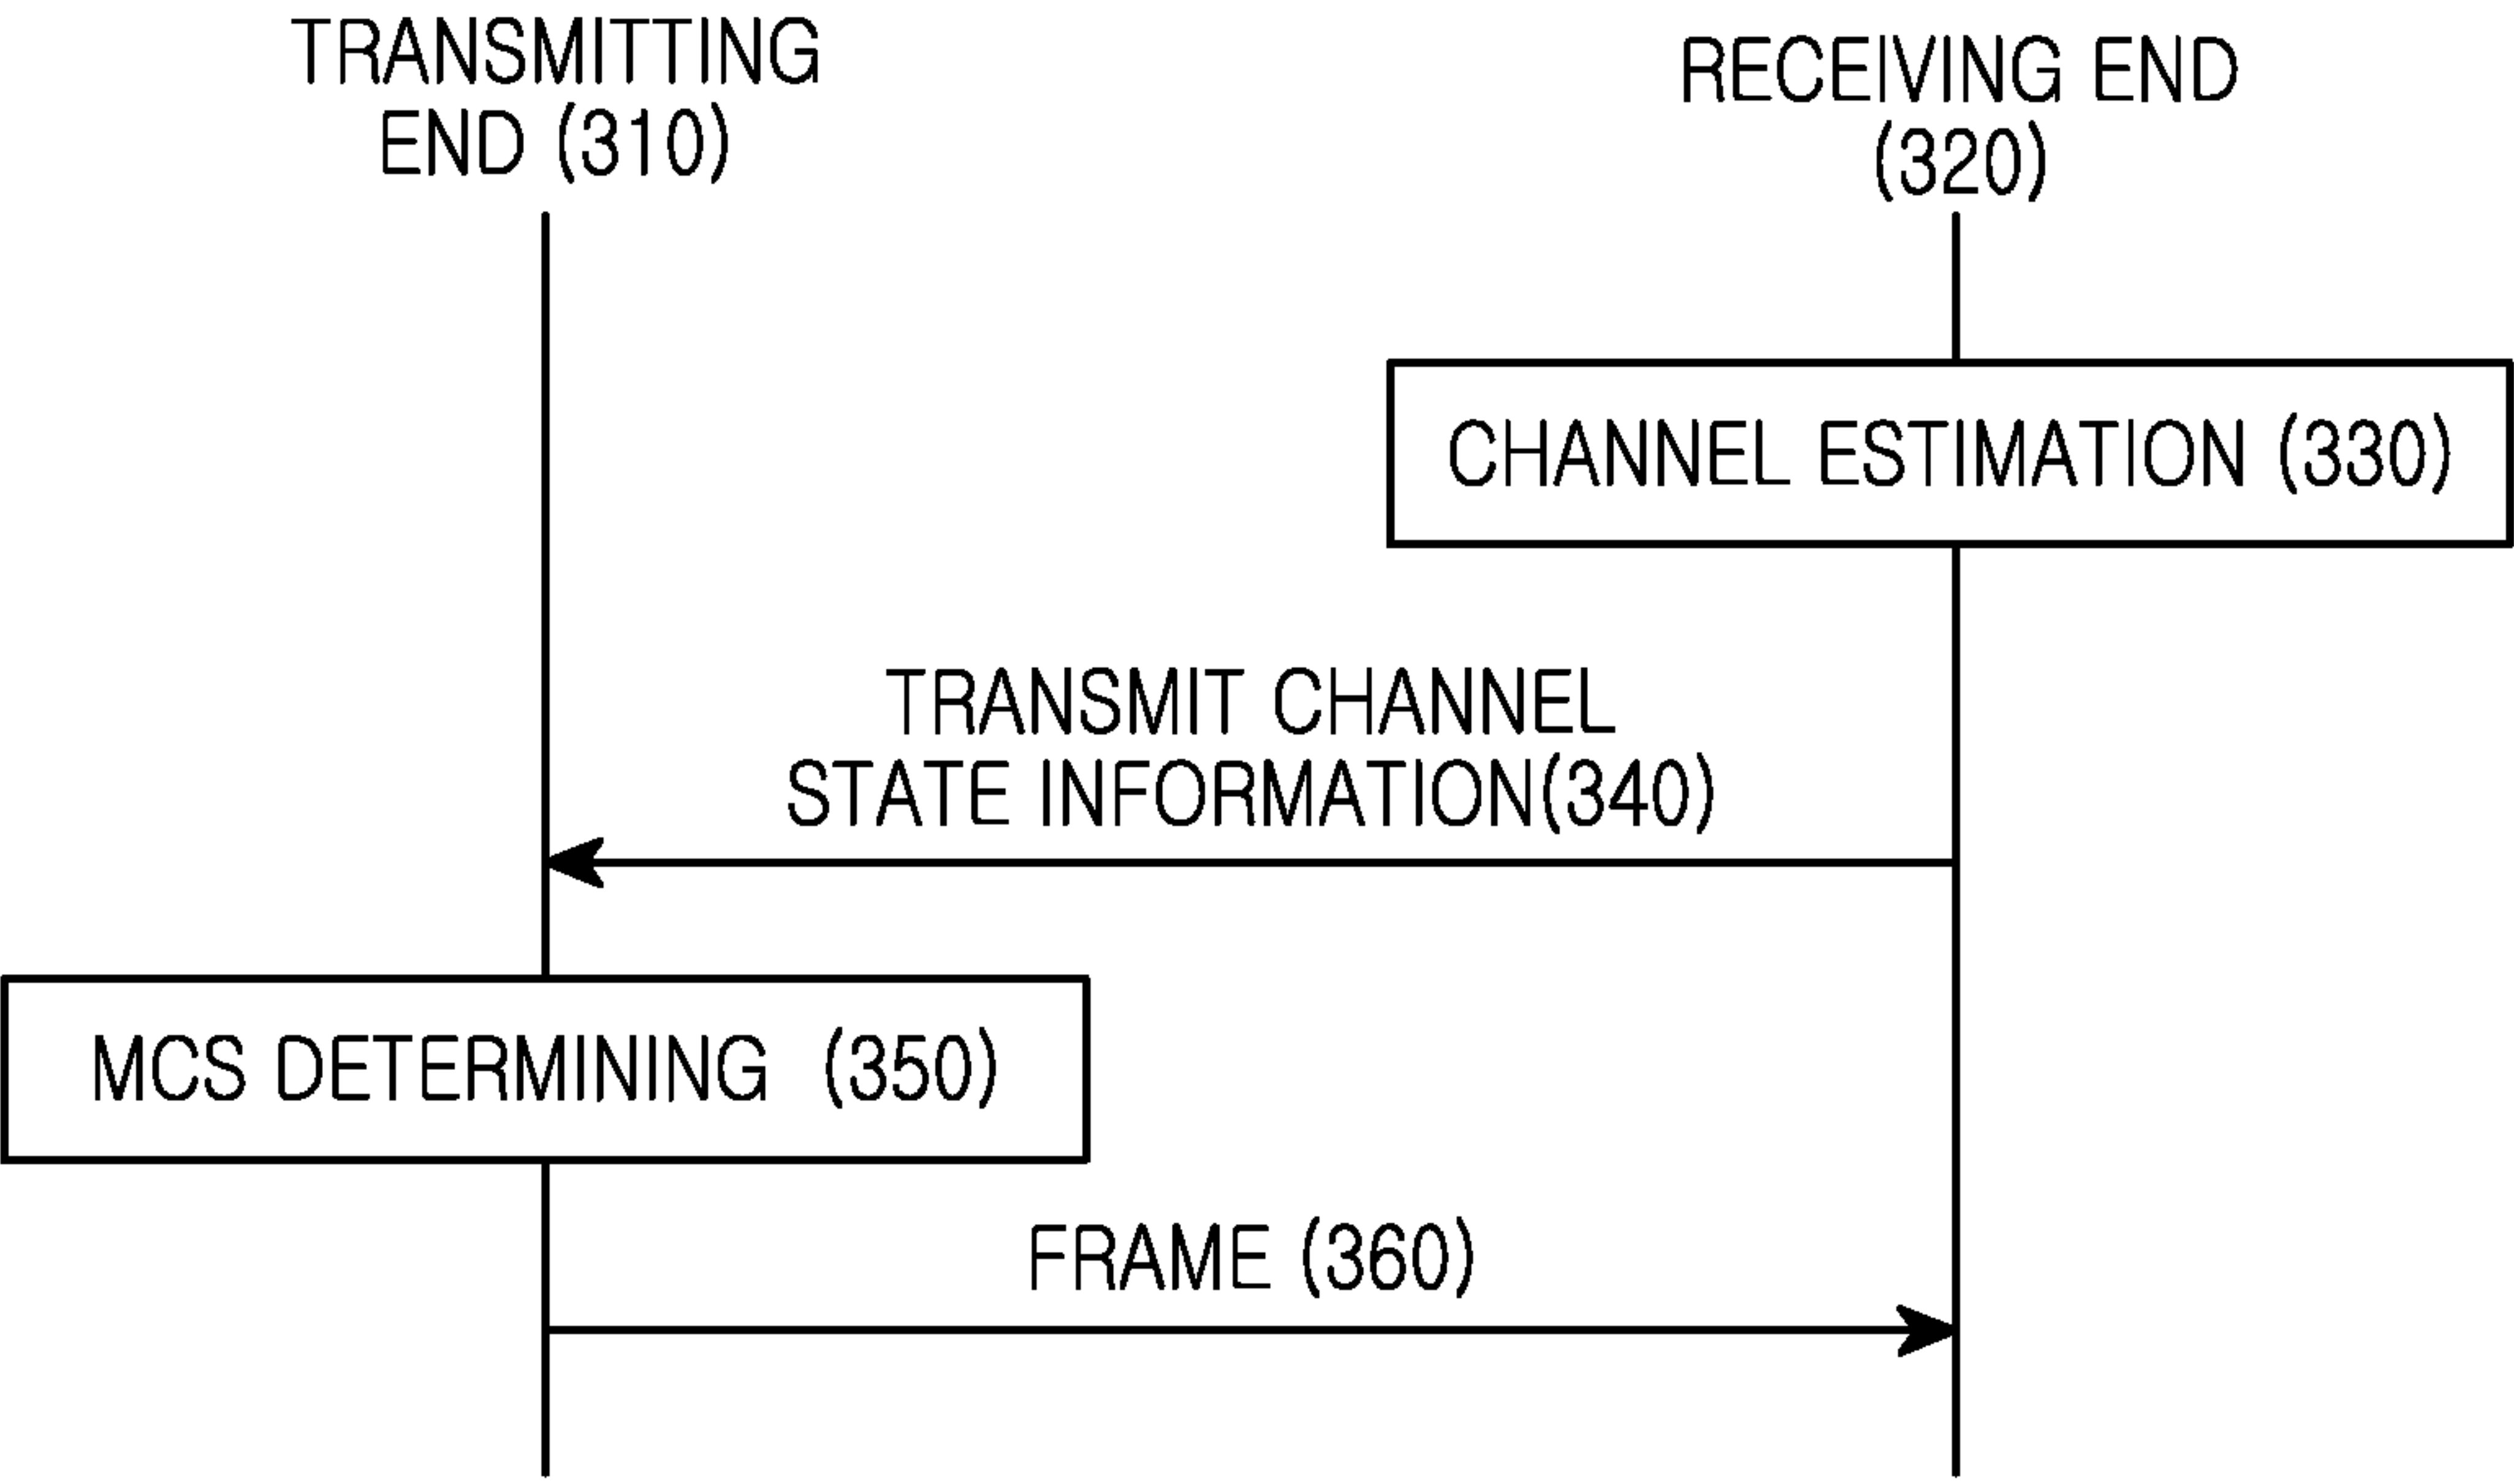 TRANSMITTING
END (310)
RECEIVING END
(320)
CHANNEL ESTIMATION (330)
TRANSMIT CHANNEL
STATE INFORMATION(340)
MCS DETERMINING (350)
FRAME (360)